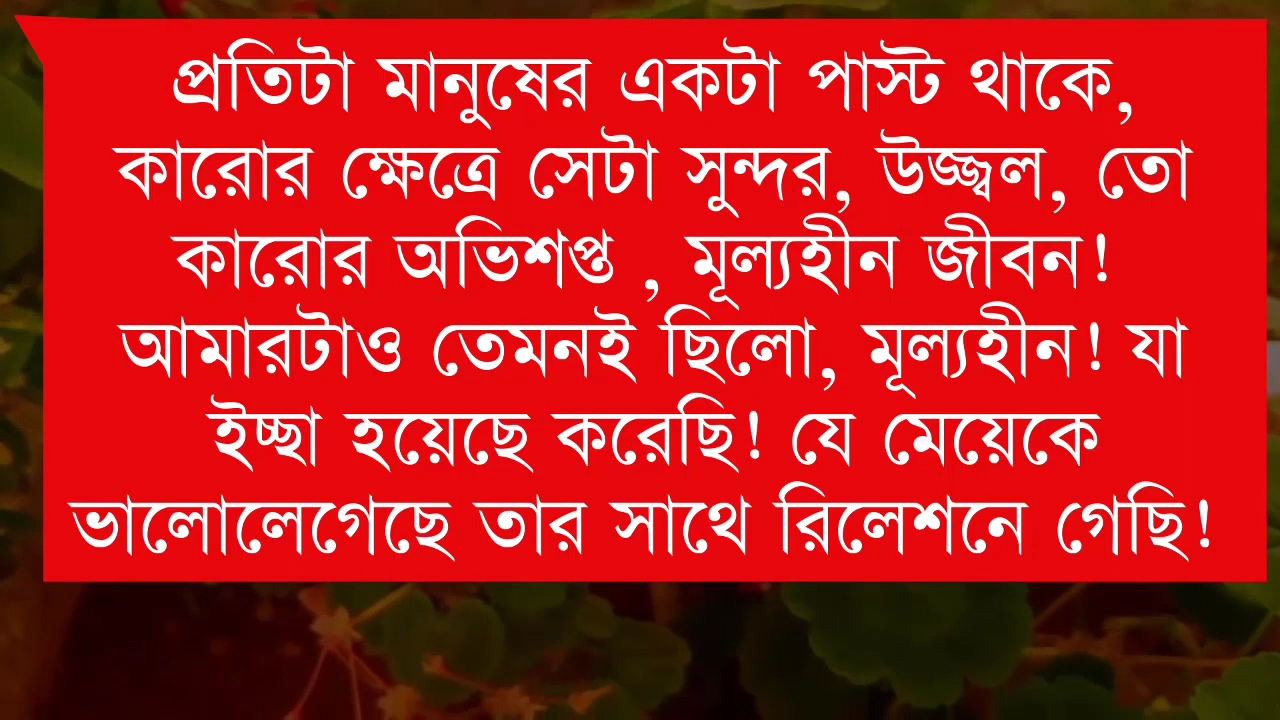 প্রতিটা মানুষের একটা পাস্ট থাকে,
কারোর ক্ষেত্রে সেটা সুন্দর, উজ্জ্বল, তো
কারোর অভিশপ্ত , মূল্যহীন জীবন!
আমারটাও তেমনই ছিলো, মূল্যহীন! যা
ইচ্ছা হয়েছে করেছি! যে মেয়েকে
ভালোলেগেছে তার সাথে রিলেশনে গেছি!